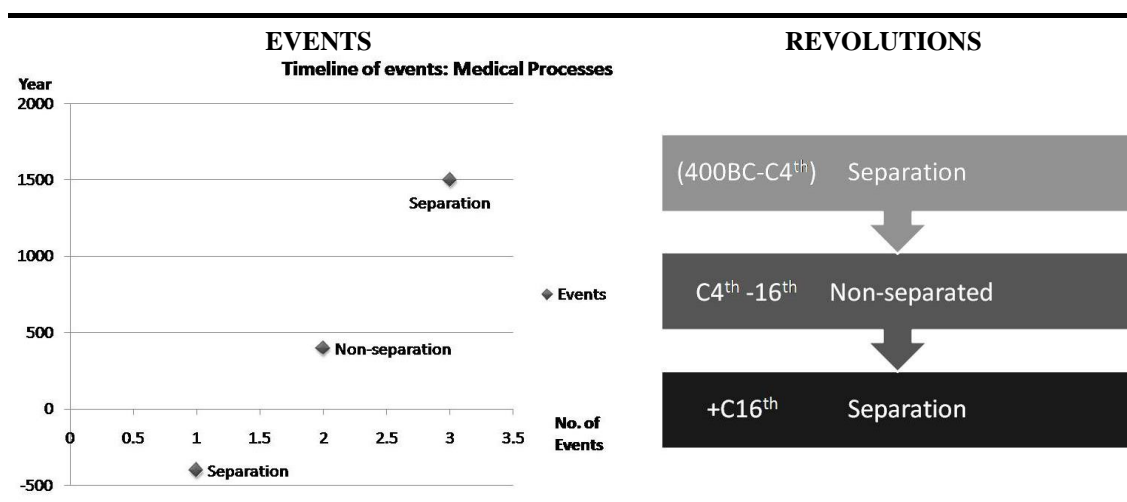 EVENTS
Timeline of events: Medical Processes
Year
2000
1500
Separation
1000
Events
500
Non-separation
0
0 0.5 1 1.5 2 2.5 3 3.5
No. of
Events
Separation
-500
REVOLUTIONS
(400BC-C4th) Separation
C4th -16th Non-separated
+C16th Separation